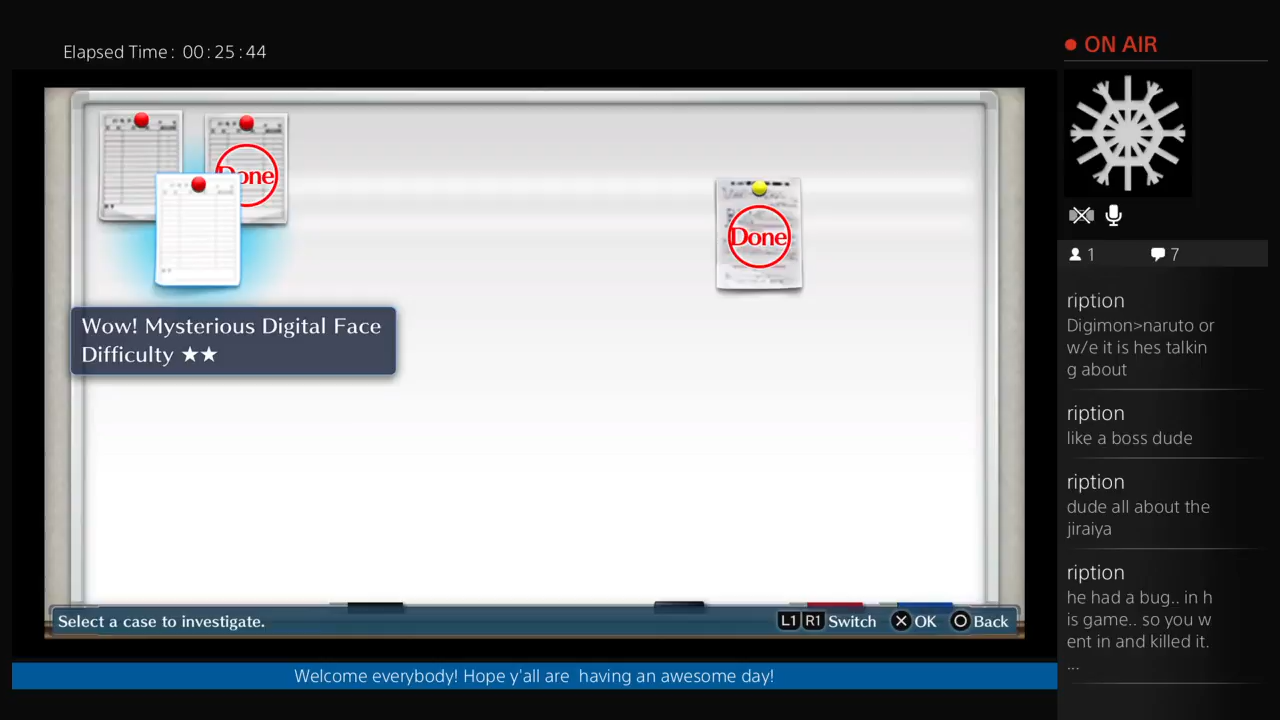 Elapsed Time: 00:25:44
ON AIR
Done
Done
Wow! Mysterious Digital Face
Difficulty ★★
Select a case to investigate.
L1 R1 Switch OK Back
Welcome everybody! Hope y'all are having an awesome day!
1 7
ription
Digimon>naruto or
w/e it is hes talkin
g about
ription
like a boss dude
ription
dude all about the
jiraiya
ription
he had a bug.. in h
is game.. so you w
ent in and killed it.
...